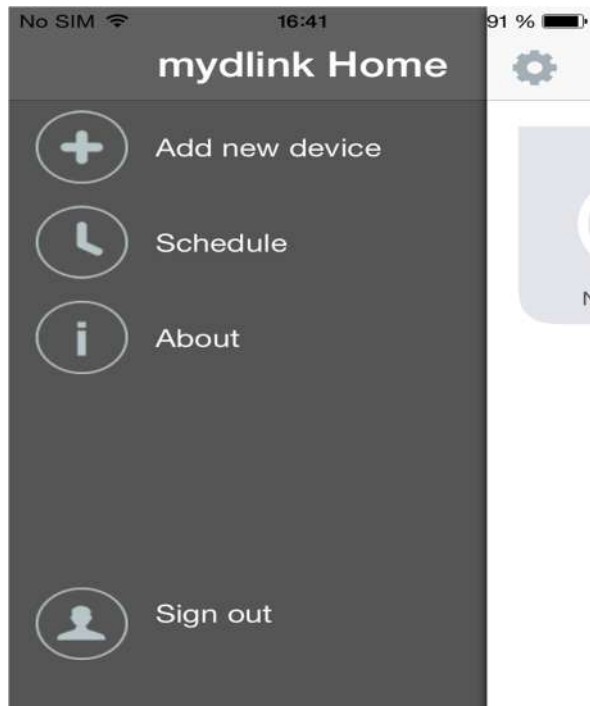 No SIM 16:41 91 %
mydlink Home
Add new device
Schedule
About
Sign out